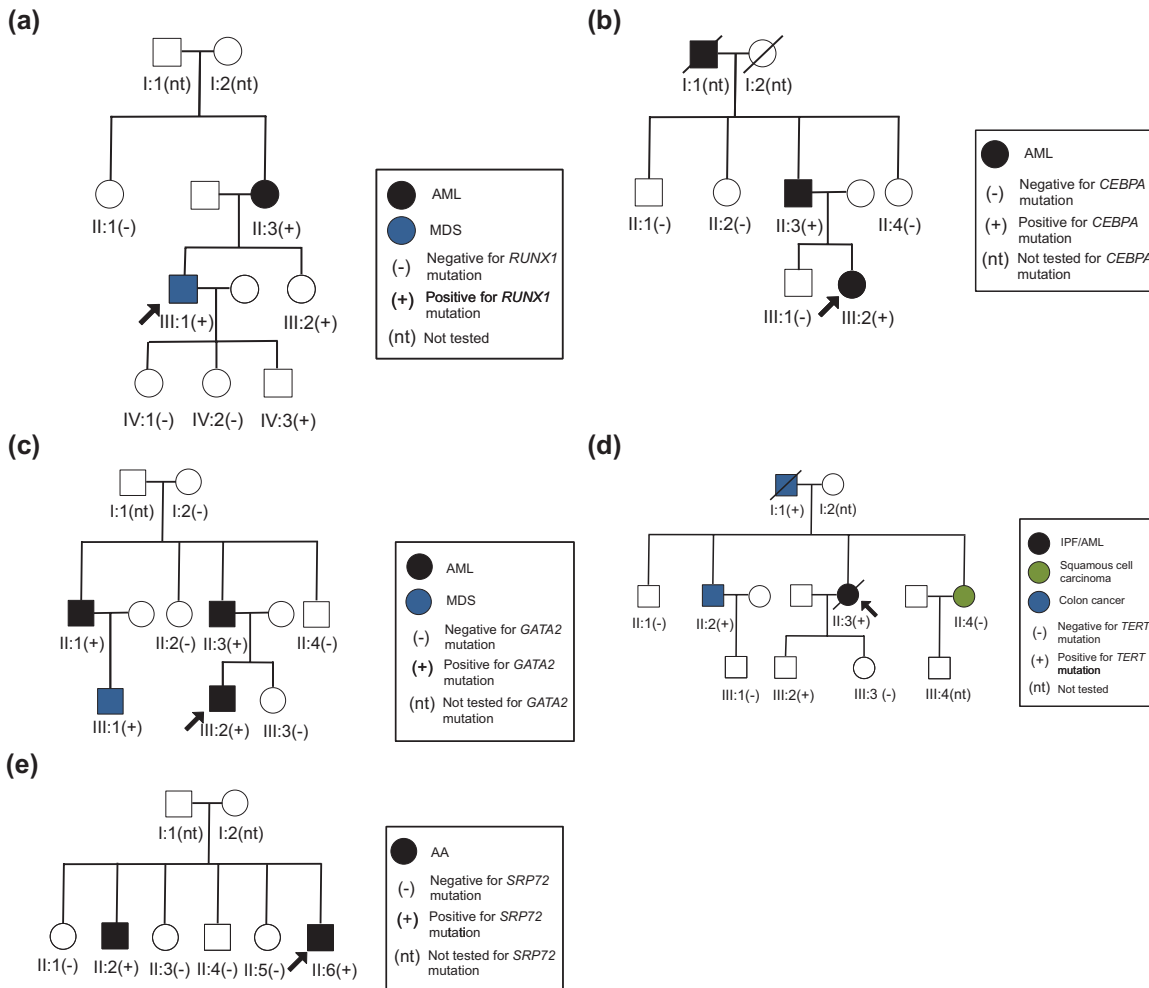 (a)
I:1(nt) I:2(nt)
II:1(-) II:3(+)
III:1(+) III:2(+)
IV:1(-) IV:2(-) IV:3(+)
AML
MDS
(-) Negative for RUNX1
mutation
(+) Positive for RUNX1
mutation
(nt) Not tested
(b)
I:1(nt) I:2(nt)
II:1(-) II:2(-) II:3(+) II:4(-)
III:1(-) III:2(+)
AML
(-) Negative for CEBPA
mutation
(+) Positive for CEBPA
mutation
(nt) Not tested for CEBPA
mutation
(c)
I:1(nt) I:2(-)
II:1(+) II:2(-) II:3(+) II:4(-)
III:1(+) III:2(+) III:3(-)
AML
MDS
(-) Negative for GATA2
mutation
(+) Positive for GATA2
mutation
(nt) Not tested for GATA2
mutation
(d)
I:1(+) I:2(nt)
II:1(-) II:2(+) II:3(+) II:4(-)
III:1(-) III:2(+) III:3 (-) III:4(nt)
IPF/AML
Squamous cell
carcinoma
Colon cancer
(-) Negative for TERT
mutation
(+) Positive for TERT
mutation
(nt) Not tested
(e)
I:1(nt) I:2(nt)
II:1(-) II:2(+) II:3(-) II:4(-) II:5(-) II:6(+)
AA
(-) Negative for SRP72
mutation
(+) Positive for SRP72
mutation
(nt) Not tested for SRP72
mutation